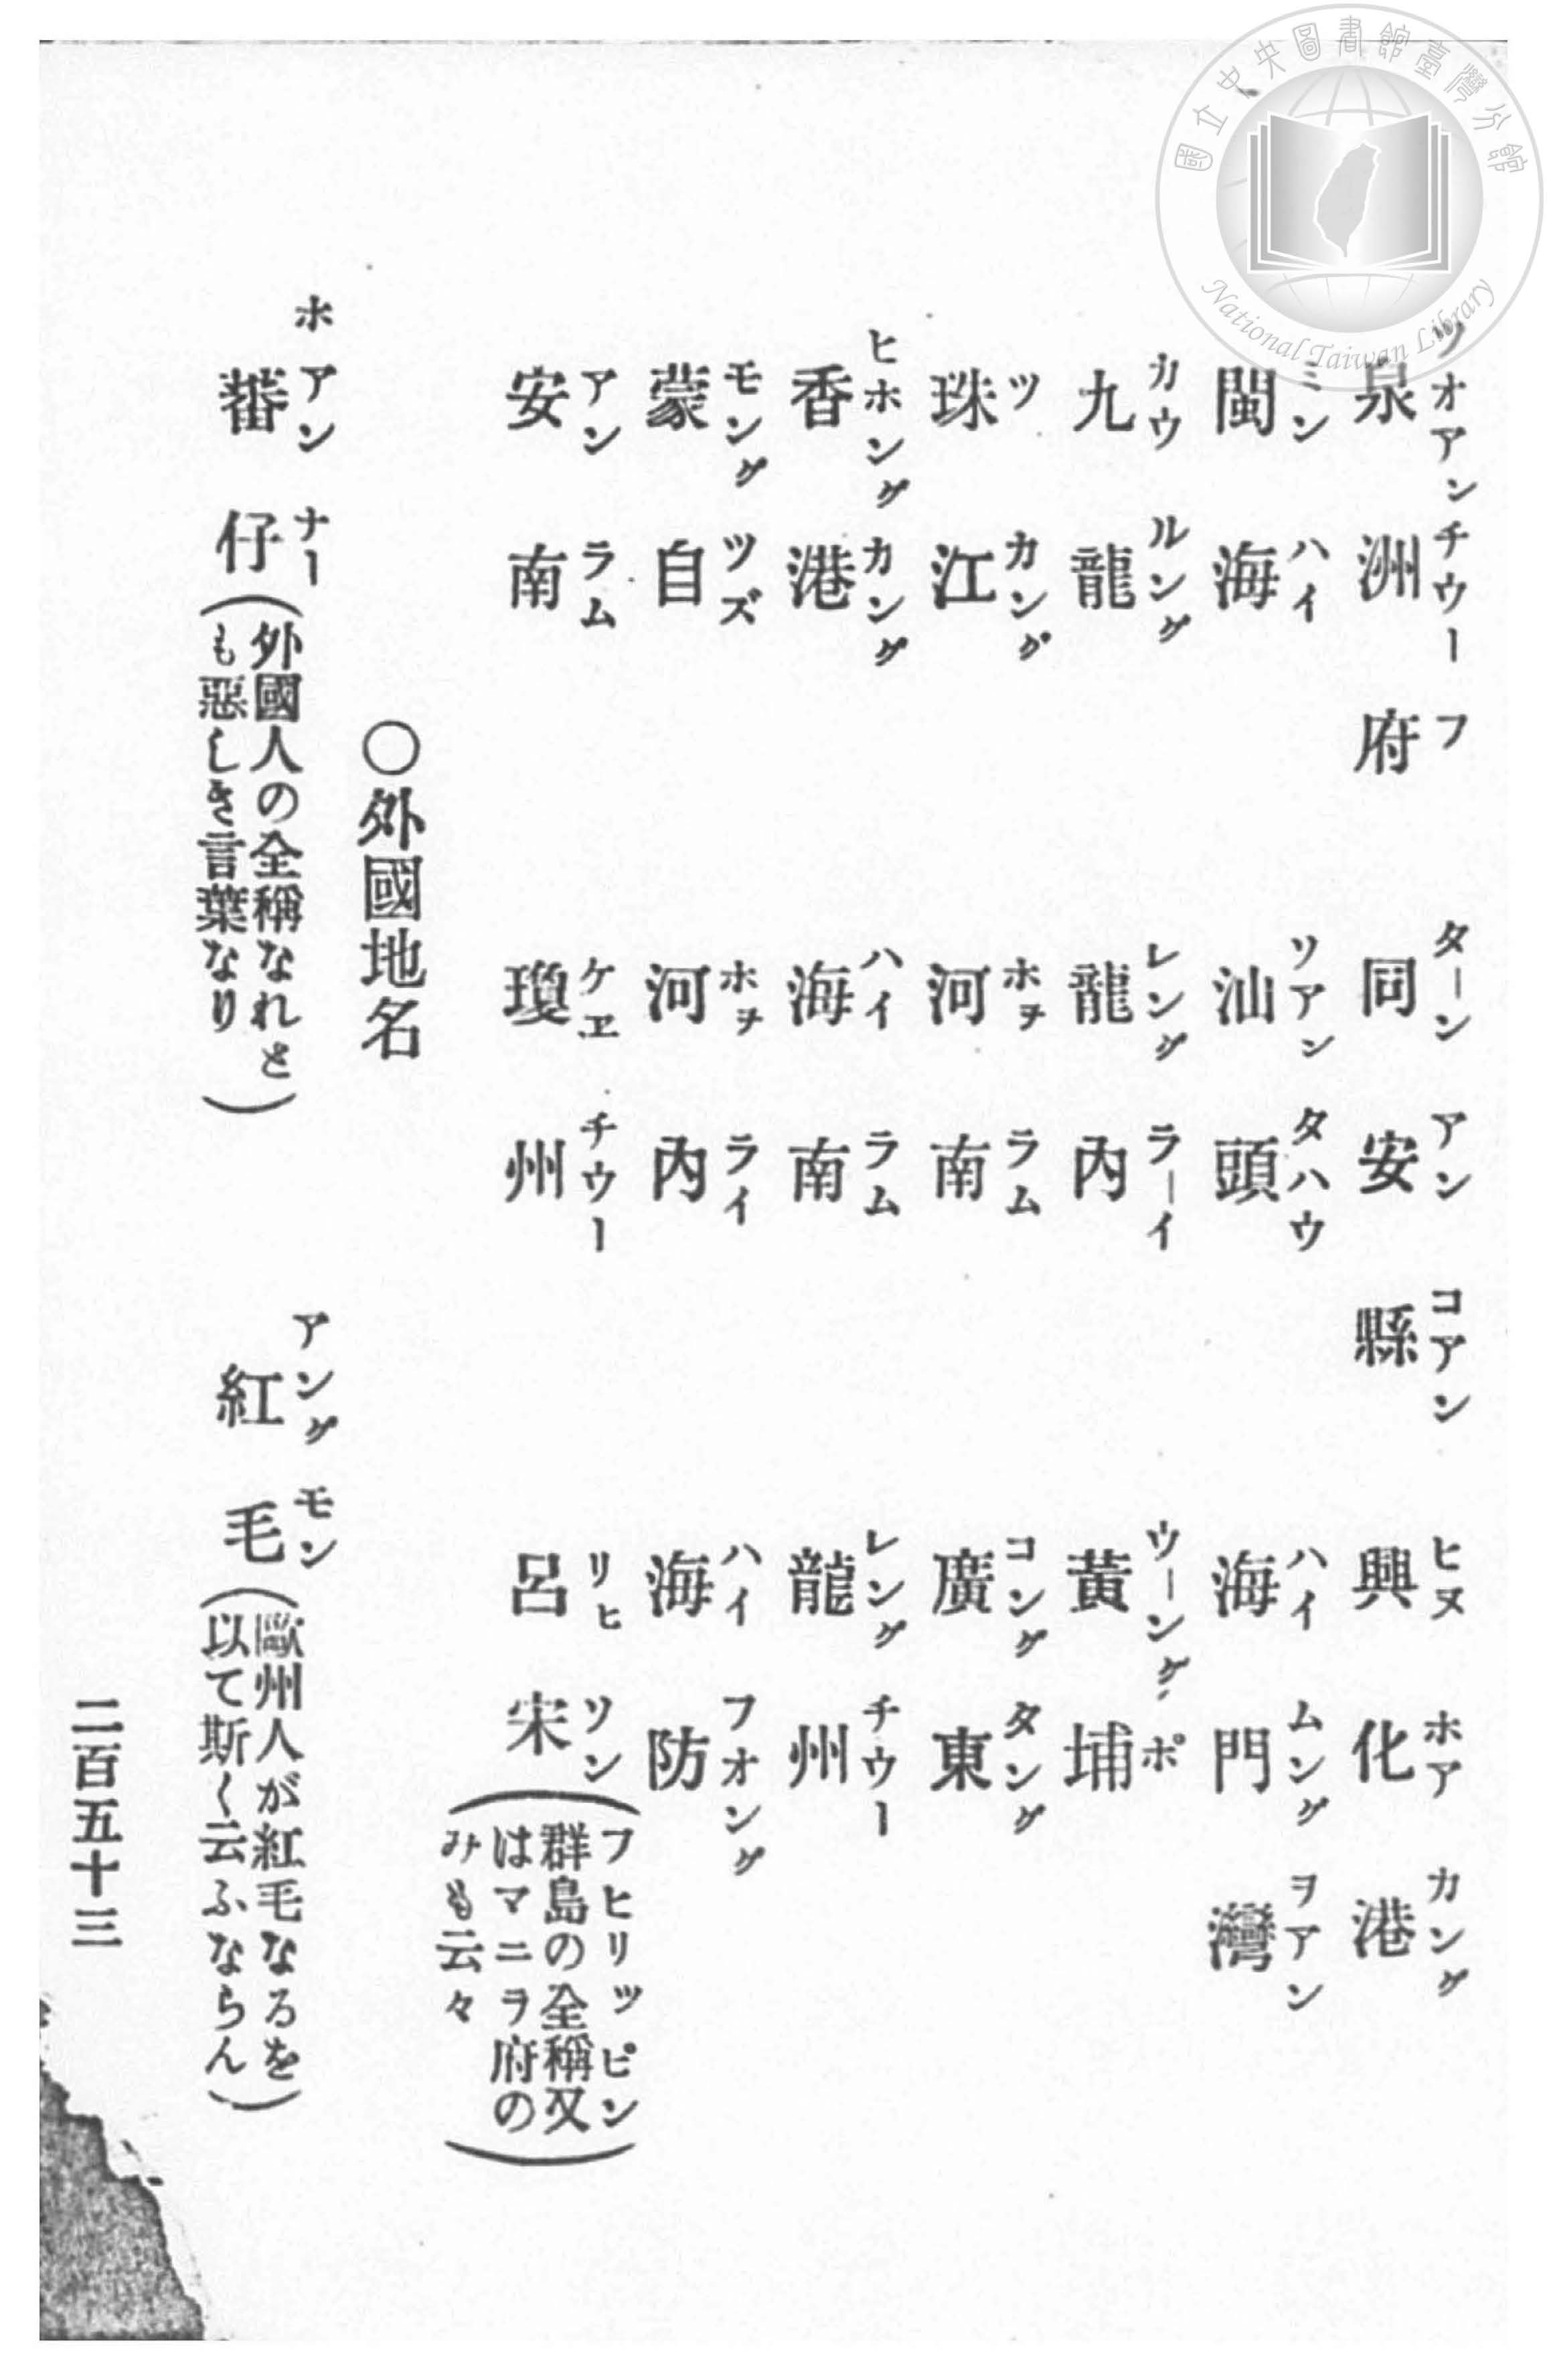 國立中央圖書館臺灣分館
National Taiwan Library
泉洲府 同安縣 興化港
ツオアン チウー フ ターン アン コアン ヒヌ ホア カング
閩海 汕頭 海門灣
ミン ハイ ソアン タハウ ハイ ムング ヲアン
九龍 龍內 黃埔
カウ ルング レング ラーイ ウーング ポ
珠江 河南 廣東
ツ カング ホヲ ラム コング タング
香港 海南 龍州
ヒホング カング ハイ ラム レング チウー
蒙自 河內 海防
モング ツズ ホヲ ライ ハイ フオング
安南 瓊州 呂宋
アン ラム ケヱ チウー リヒ ソン
(フヒリッピン
群島の全稱又
はマニラ府の
みも云々)
〇外國地名
蕃仔 紅毛
ホアン ナー アング モン
(外國人の全稱なれと
も惡しき言葉なり)
(歐州人が紅毛なるを
以て斯く云ふならん)
二百五十三